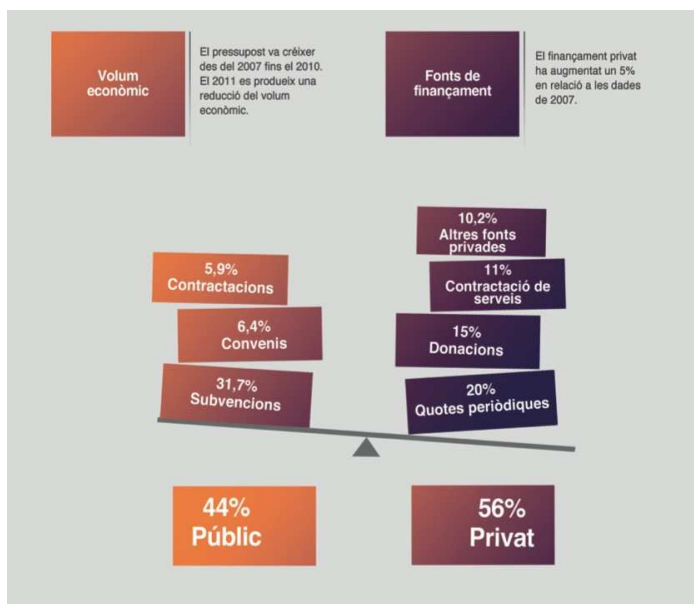 Volum
econòmic
El pressupost va crêixer
des del 2007 fins el 2010.
El 2011 es produeix una
reducció del volum
econòmic.
Fonts de
finançament
El finançament privat
ha augmentat un 5%
en relació a les dades
de 2007.
5,9%
Contractacions
6,4%
Convenis
31,7%
Subvencions
10,2%
Altres fonts
privades
11%
Contractació de
serveis
15%
Donacions
20%
Quotes periòdiques
44%
Públic
56%
Privat